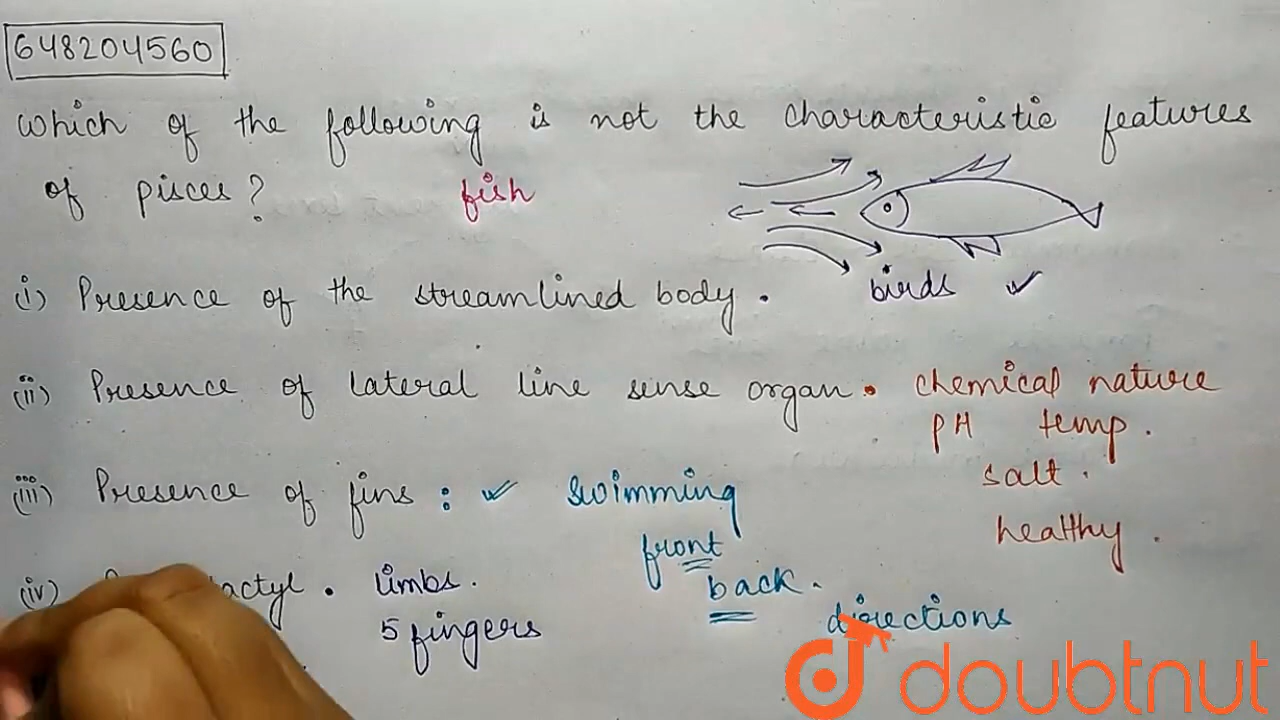 648204560
Which of the following is not the characteristic features
of pisces? fish
(i) Presence of the streamlined body. birds ✓
(ii) Presence of lateral line sense organ. chemical nature
pH temp.
salt.
(iii) Presence of fins : ✓ swimming
healthy.
front
(iv) limbs.
back.
5 fingers
directions
doubtnut